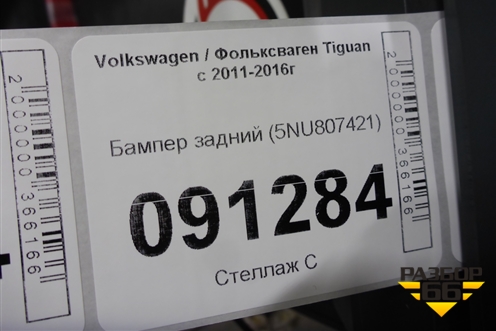 Volkswagen / Фольксваген Tiguan
с 2011-2016г
Бампер задний (5NU807421)
091284
Стеллаж С
2000000366166
2000000366166
РАЗБОР
66